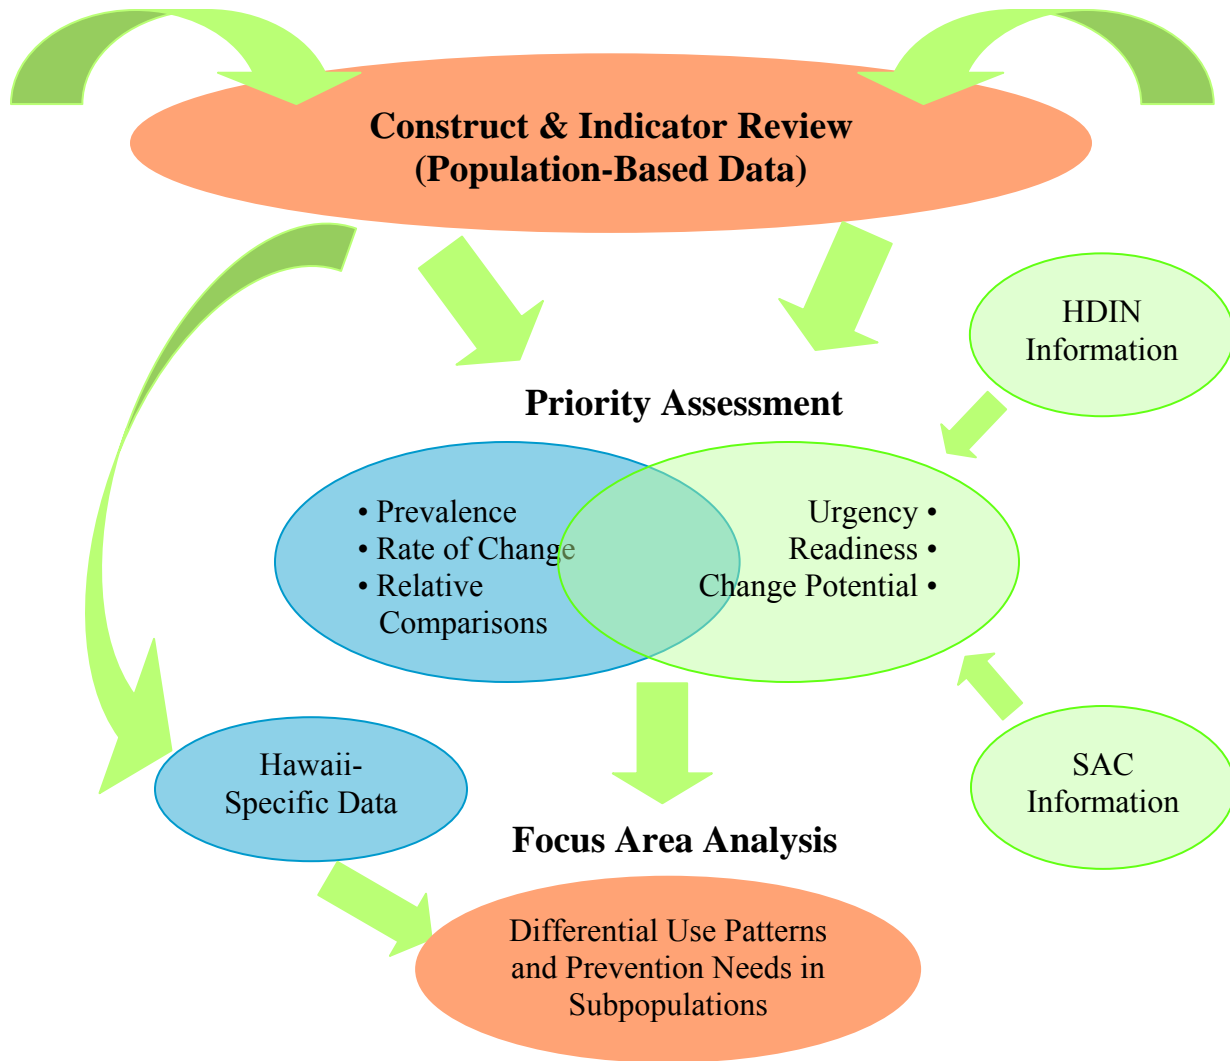 Construct & Indicator Review
(Population-Based Data)
HDIN
Information
Priority Assessment
• Prevalence
• Rate of Change
• Relative
Comparisons
Urgency •
Readiness •
Change Potential •
Hawaii-
Specific Data
SAC
Information
Focus Area Analysis
Differential Use Patterns
and Prevention Needs in
Subpopulations